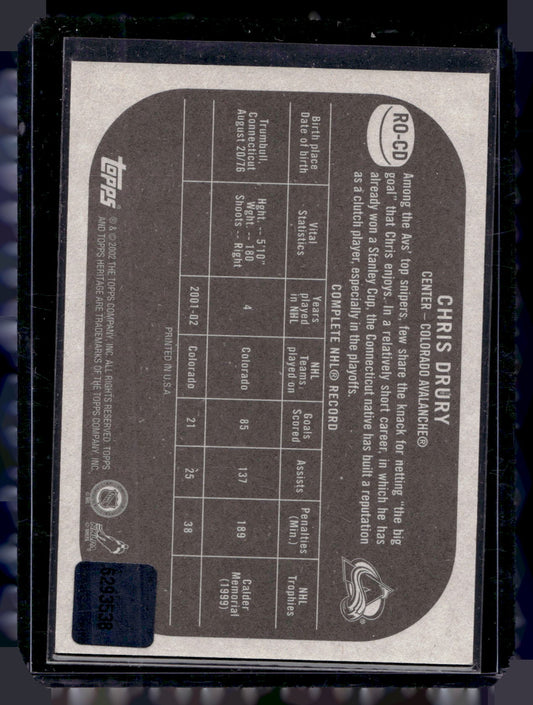 RO-CD
CHRIS DRURY
CENTER – COLORADO AVALANCHE®
Among the Avs' top snipers, few share the knack for netting "the big
goal" that Chris enjoys. In a relatively short career, in which he has
already won a Stanley Cup, the Connecticut native has built a reputation
as a clutch player, especially in the playoffs.
COMPLETE NHL® RECORD
Birth place
Date of birth
Vital
Statistics
Years
played
in NHL
NHL
Teams
played on
Goals
Scored
Assists
Penalties
(Min.)
NHL
Trophies
Trumbull,
Connecticut
August 20/76
Hght. -- 5'10"
Wght. -- 180
Shoots -- Right
4
Colorado
85
137
189
Calder
Memorial
(1999)
2001-02
Colorado
21
25
38
PRINTED IN U.S.A.
topps
® & © 2002 THE TOPPS COMPANY, INC. ALL RIGHTS RESERVED. TOPPS
AND TOPPS HERITAGE ARE TRADEMARKS OF THE TOPPS COMPANY, INC.